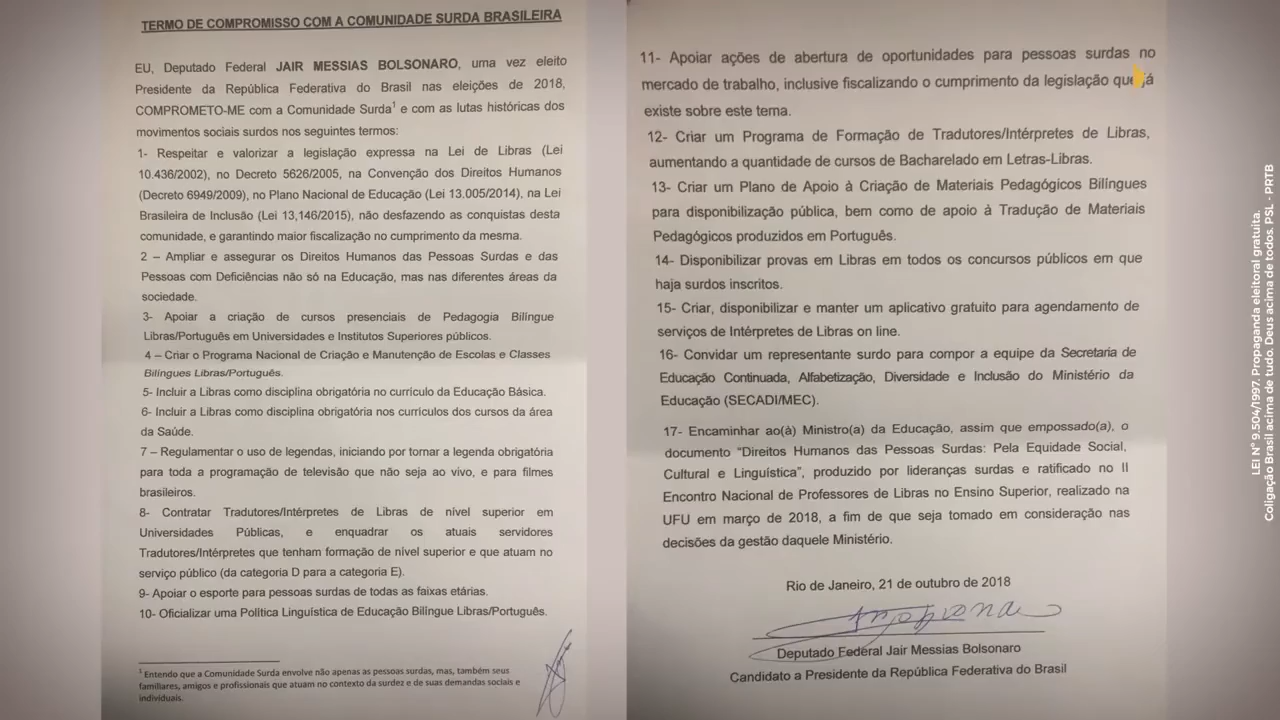 TERMO DE COMPROMISSO COM A COMUNIDADE SURDA BRASILEIRA
EU, Deputado Federal JAIR MESSIAS BOLSONARO, uma vez eleito
Presidente da República Federativa do Brasil nas eleições de 2018,
COMPROMETO-ME com a Comunidade Surda¹ e com as lutas históricas dos
movimentos sociais surdos nos seguintes termos:
1- Respeitar e valorizar a legislação expressa na Lei de Libras (Lei
10.436/2002), no Decreto 5626/2005, na Convenção dos Direitos Humanos
(Decreto 6949/2009), no Plano Nacional de Educação (Lei 13.005/2014), na Lei
Brasileira de Inclusão (Lei 13,146/2015), não desfazendo as conquistas desta
comunidade, e garantindo maior fiscalização no cumprimento da mesma.
2 – Ampliar e assegurar os Direitos Humanos das Pessoas Surdas e das
Pessoas com Deficiências não só na Educação, mas nas diferentes áreas da
sociedade.
3- Apoiar a criação de cursos presenciais de Pedagogia Bilíngue
Libras/Português em Universidades e Institutos Superiores públicos.
4 – Criar o Programa Nacional de Criação e Manutenção de Escolas e Classes
Bilíngues Libras/Português.
5- Incluir a Libras como disciplina obrigatória no currículo da Educação Básica.
6- Incluir a Libras como disciplina obrigatória nos currículos dos cursos da área
da Saúde.
7 – Regulamentar o uso de legendas, iniciando por tornar a legenda obrigatória
para toda a programação de televisão que não seja ao vivo, e para filmes
brasileiros.
8- Contratar Tradutores/Intérpretes de Libras de nível superior em
Universidades Públicas, e enquadrar os atuais servidores
Tradutores/Intérpretes que tenham formação de nível superior e que atuam no
serviço público (da categoria D para a categoria E).
9- Apoiar o esporte para pessoas surdas de todas as faixas etárias.
10- Oficializar uma Política Linguística de Educação Bilíngue Libras/Português.
¹ Entendo que a Comunidade Surda envolve não apenas as pessoas surdas, mas, também seus
familiares, amigos e profissionais que atuam no contexto da surdez e de suas demandas sociais e
individuais.
11- Apoiar ações de abertura de oportunidades para pessoas surdas no
mercado de trabalho, inclusive fiscalizando o cumprimento da legislação que já
existe sobre este tema.
12- Criar um Programa de Formação de Tradutores/Intérpretes de Libras,
aumentando a quantidade de cursos de Bacharelado em Letras-Libras.
13- Criar um Plano de Apoio à Criação de Materiais Pedagógicos Bilíngues
para disponibilização pública, bem como de apoio à Tradução de Materiais
Pedagógicos produzidos em Português.
14- Disponibilizar provas em Libras em todos os concursos públicos em que
haja surdos inscritos.
15- Criar, disponibilizar e manter um aplicativo gratuito para agendamento de
serviços de Intérpretes de Libras on line.
16- Convidar um representante surdo para compor a equipe da Secretaria de
Educação Continuada, Alfabetização, Diversidade e Inclusão do Ministério da
Educação (SECADI/MEC).
17- Encaminhar ao(à) Ministro(a) da Educação, assim que empossado(a), o
documento “Direitos Humanos das Pessoas Surdas: Pela Equidade Social,
Cultural e Linguística”, produzido por lideranças surdas e ratificado no II
Encontro Nacional de Professores de Libras no Ensino Superior, realizado na
UFU em março de 2018, a fim de que seja tomado em consideração nas
decisões da gestão daquele Ministério.
Rio de Janeiro, 21 de outubro de 2018
Deputado Federal Jair Messias Bolsonaro
Candidato a Presidente da República Federativa do Brasil
LEI Nº 9.504/1997. Propaganda eleitoral gratuita.
Coligação Brasil acima de tudo. Deus acima de todos. PSL - PRTB